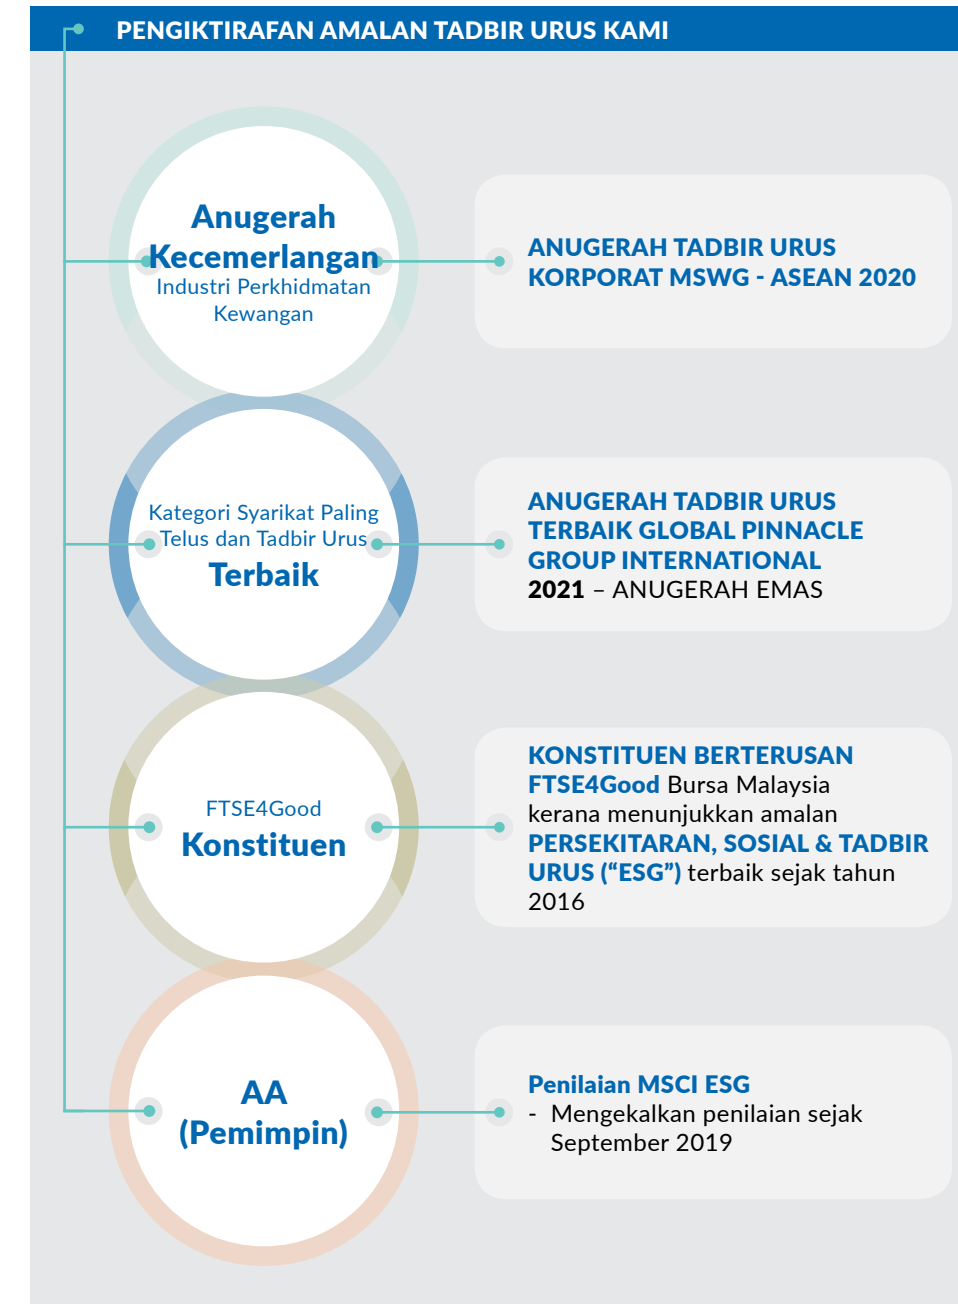 PENGIKTIRAFAN AMALAN TADBIR URUS KAMI
Anugerah
Kecemerlangan
Industri Perkhidmatan
Kewangan
ANUGERAH TADBIR URUS
KORPORAT MSWG - ASEAN 2020
Kategori Syarikat Paling
Telus dan Tadbir Urus
Terbaik
ANUGERAH TADBIR URUS
TERBAIK GLOBAL PINNACLE
GROUP INTERNATIONAL
2021 – ANUGERAH EMAS
FTSE4Good
Konstituen
KONSTITUEN BERTERUSAN
FTSE4Good Bursa Malaysia
kerana menunjukkan amalan
PERSEKITARAN, SOSIAL & TADBIR
URUS (“ESG”) terbaik sejak tahun
2016
AA
(Pemimpin)
Penilaian MSCI ESG
- Mengekalkan penilaian sejak
September 2019